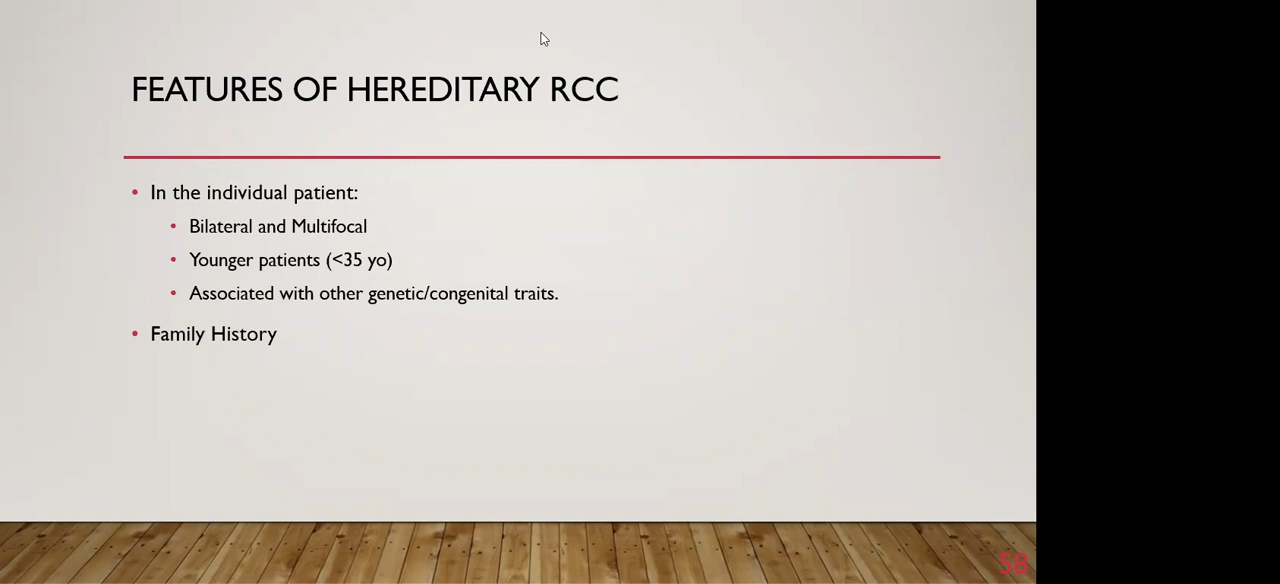 FEATURES OF HEREDITARY RCC
• In the individual patient:
• Bilateral and Multifocal
• Younger patients (<35 yo)
• Associated with other genetic/congenital traits.
• Family History
58